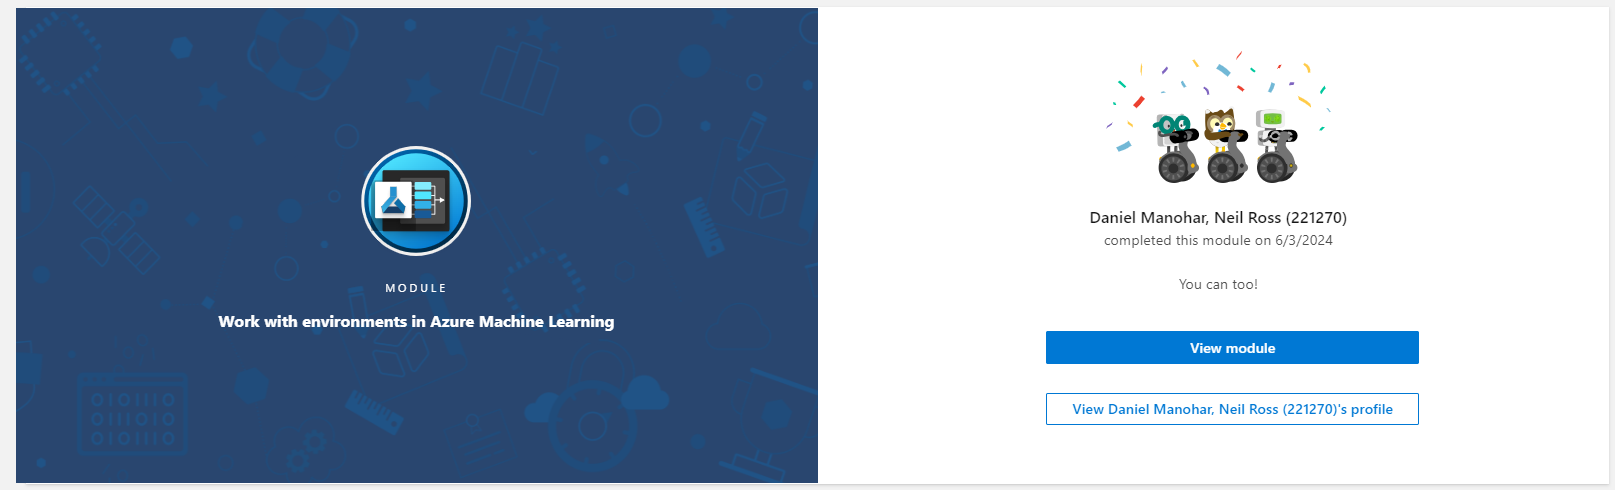 MODULE
Work with environments in Azure Machine Learning
Daniel Manohar, Neil Ross (221270)
completed this module on 6/3/2024
You can too!
View module
View Daniel Manohar, Neil Ross (221270)'s profile